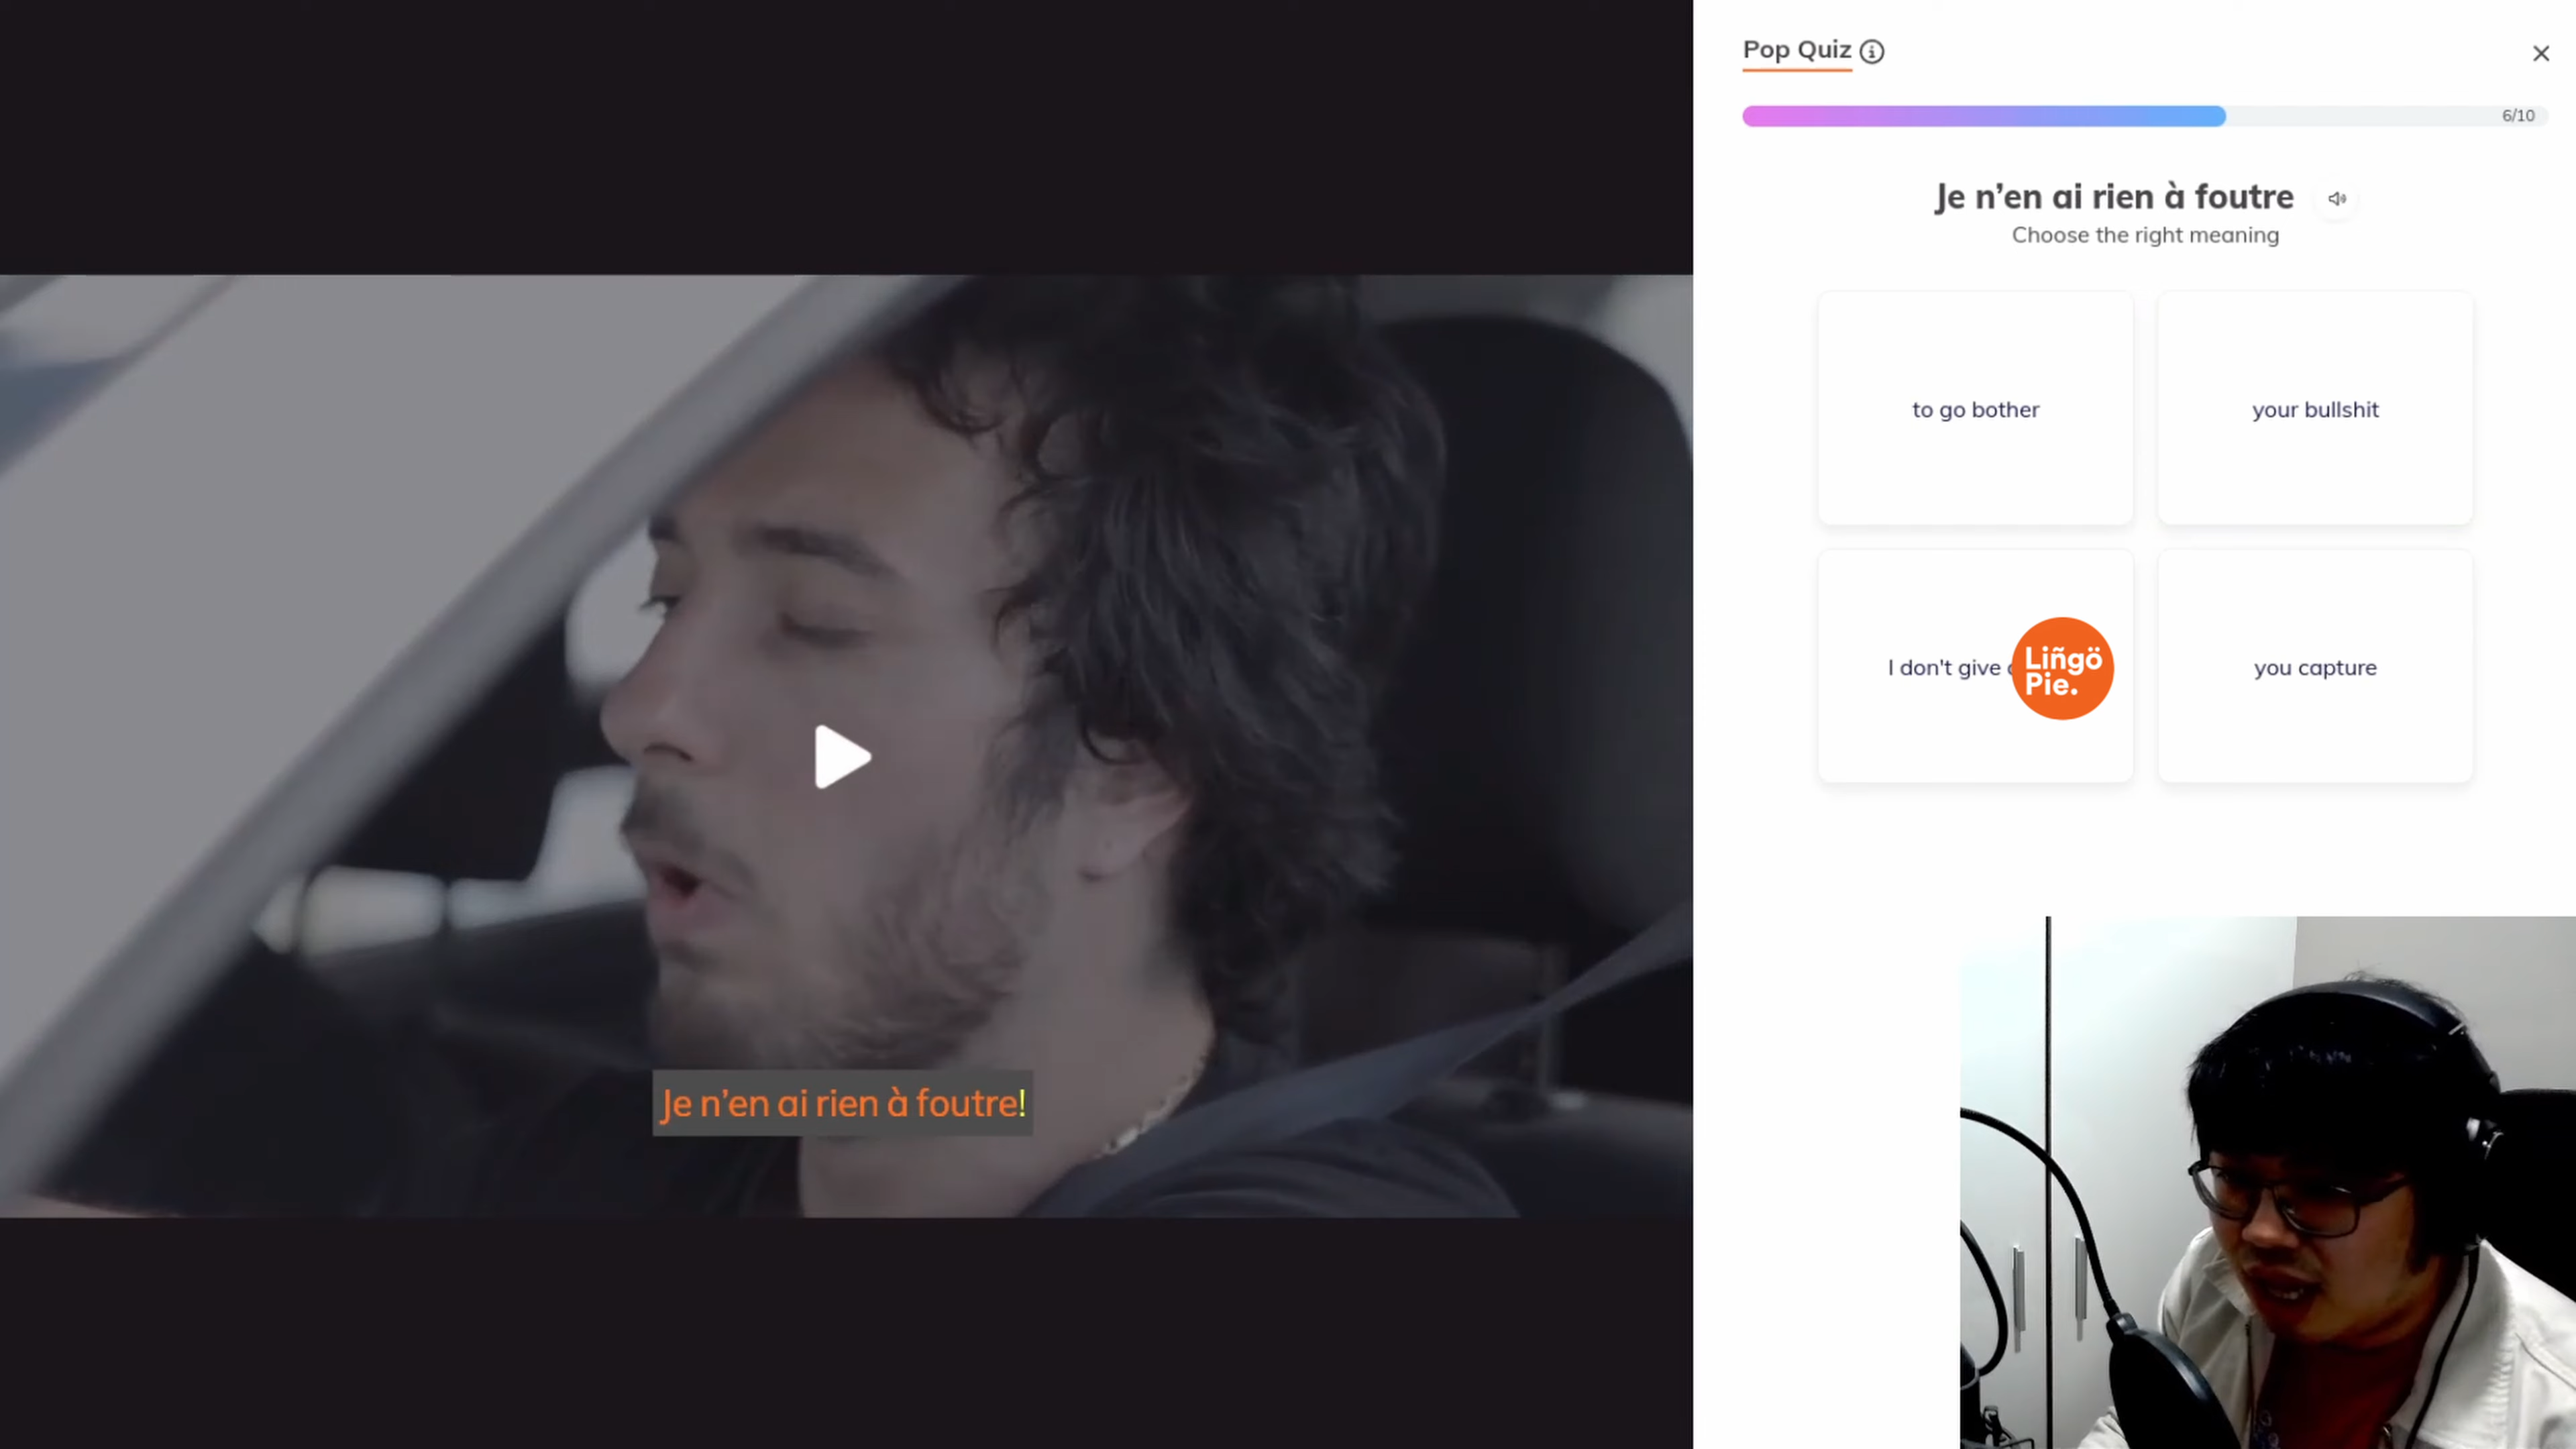 Pop Quiz
6/10
Je n’en ai rien à foutre
Choose the right meaning
to go bother
your bullshit
I don't give
Liñgö
Pie.
you capture
Je n’en ai rien à foutre!